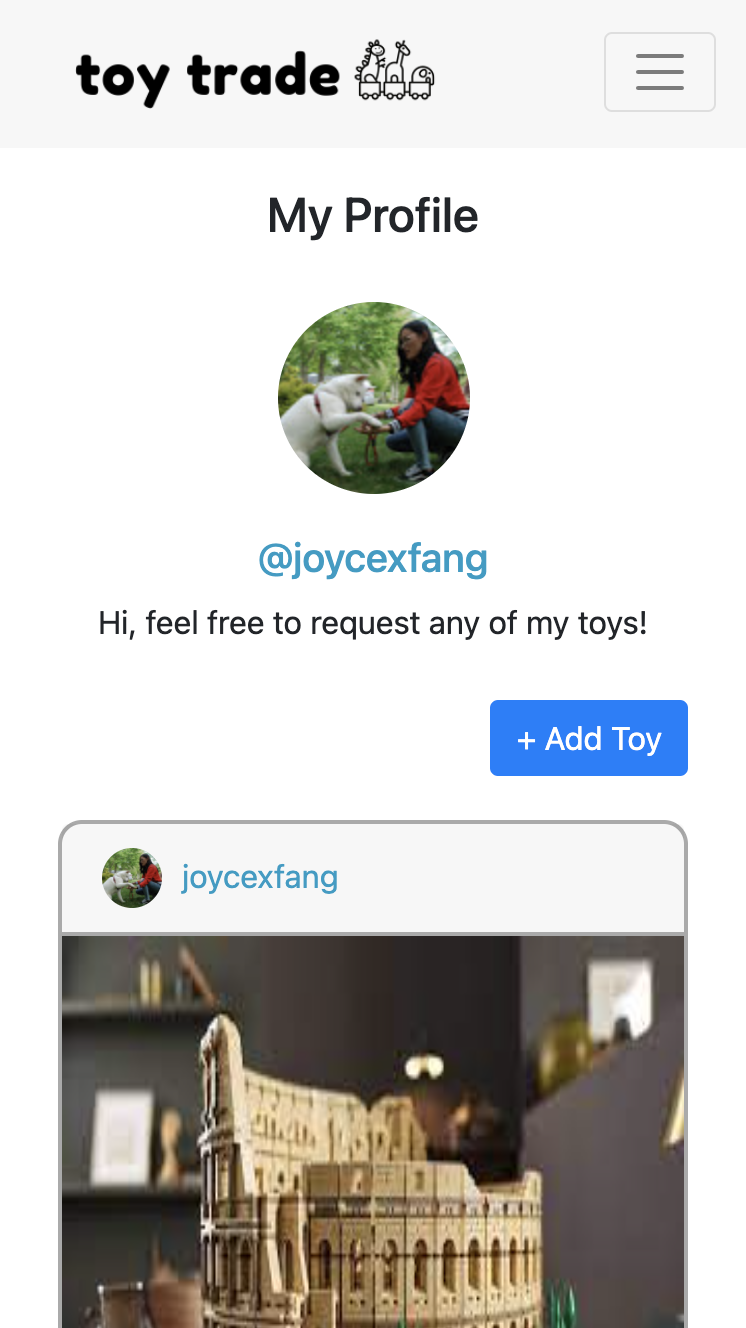 toy trade
My Profile
@joycexfang
Hi, feel free to request any of my toys!
+ Add Toy
joycexfang